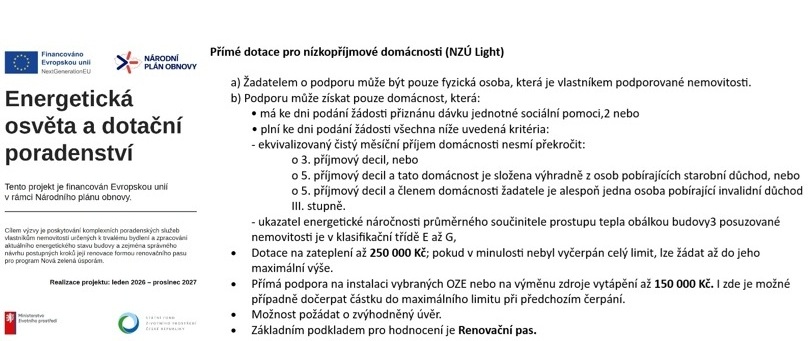 Financováno
Evropskou unií
NextGenerationEU
NÁRODNÍ
PLÁN OBNOVY
Energetická
osvěta a dotační
poradenství
Tento projekt je financován Evropskou unií
v rámci Národního plánu obnovy.
Cílem výzvy je poskytování komplexních poradenských služeb
vlastníkům nemovitostí určených k trvalému bydlení a zpracování
aktuálního energetického stavu budovy a zejména správného
návrhu postupných kroků její renovace formou renovačního pasu
pro program Nová zelená úsporám.
Realizace projektu: leden 2026 – prosinec 2027
Ministerstvo
životního prostředí
STÁTNÍ FOND
ŽIVOTNÍHO PROSTŘEDÍ
ČESKÉ REPUBLIKY
Přímé dotace pro nízkopříjmové domácnosti (NZÚ Light)
a) Žadatelem o podporu může být pouze fyzická osoba, která je vlastníkem podporované nemovitosti.
b) Podporu může získat pouze domácnost, která:
• má ke dni podání žádosti přiznánu dávku jednotné sociální pomoci,2 nebo
• plní ke dni podání žádosti všechna níže uvedená kritéria:
- ekvivalizovaný čistý měsíční příjem domácnosti nesmí překročit:
o 3. příjmový decil, nebo
o 5. příjmový decil a tato domácnost je složena výhradně z osob pobírajících starobní důchod, nebo
o 5. příjmový decil a členem domácnosti žadatele je alespoň jedna osoba pobírající invalidní důchod
III. stupně.
- ukazatel energetické náročnosti průměrného součinitele prostupu tepla obálkou budovy3 posuzované
nemovitosti je v klasifikační třídě E až G,
• Dotace na zateplení až 250 000 Kč; pokud v minulosti nebyl vyčerpán celý limit, lze žádat až do jeho
maximální výše.
• Přímá podpora na instalaci vybraných OZE nebo na výměnu zdroje vytápění až 150 000 Kč. I zde je možné
případně dočerpat částku do maximálního limitu při předchozím čerpání.
• Možnost požádat o zvýhodněný úvěr.
• Základním podkladem pro hodnocení je Renovační pas.